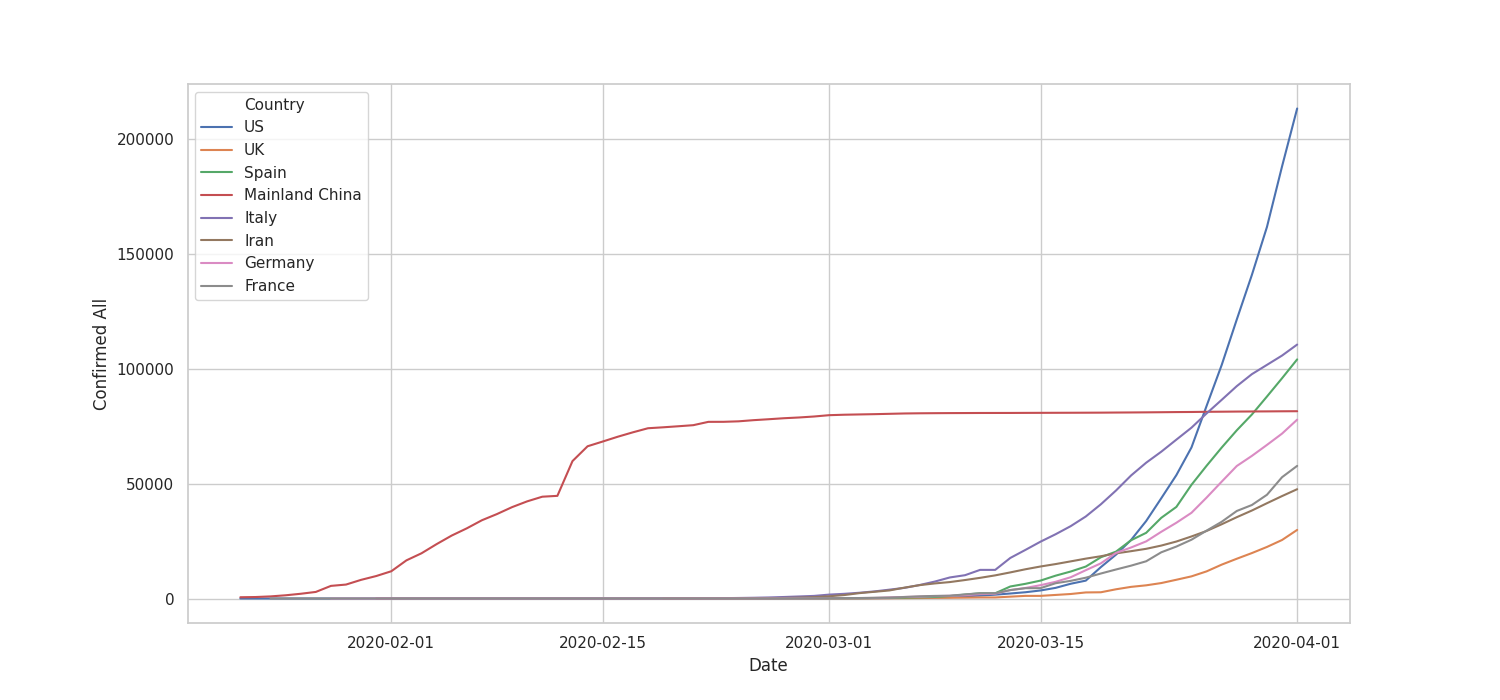 Country
US
UK
Spain
Mainland China
Italy
Iran
Germany
France
Confirmed All
200000
150000
100000
50000
0
2020-02-01
2020-02-15
2020-03-01
2020-03-15
2020-04-01
Date